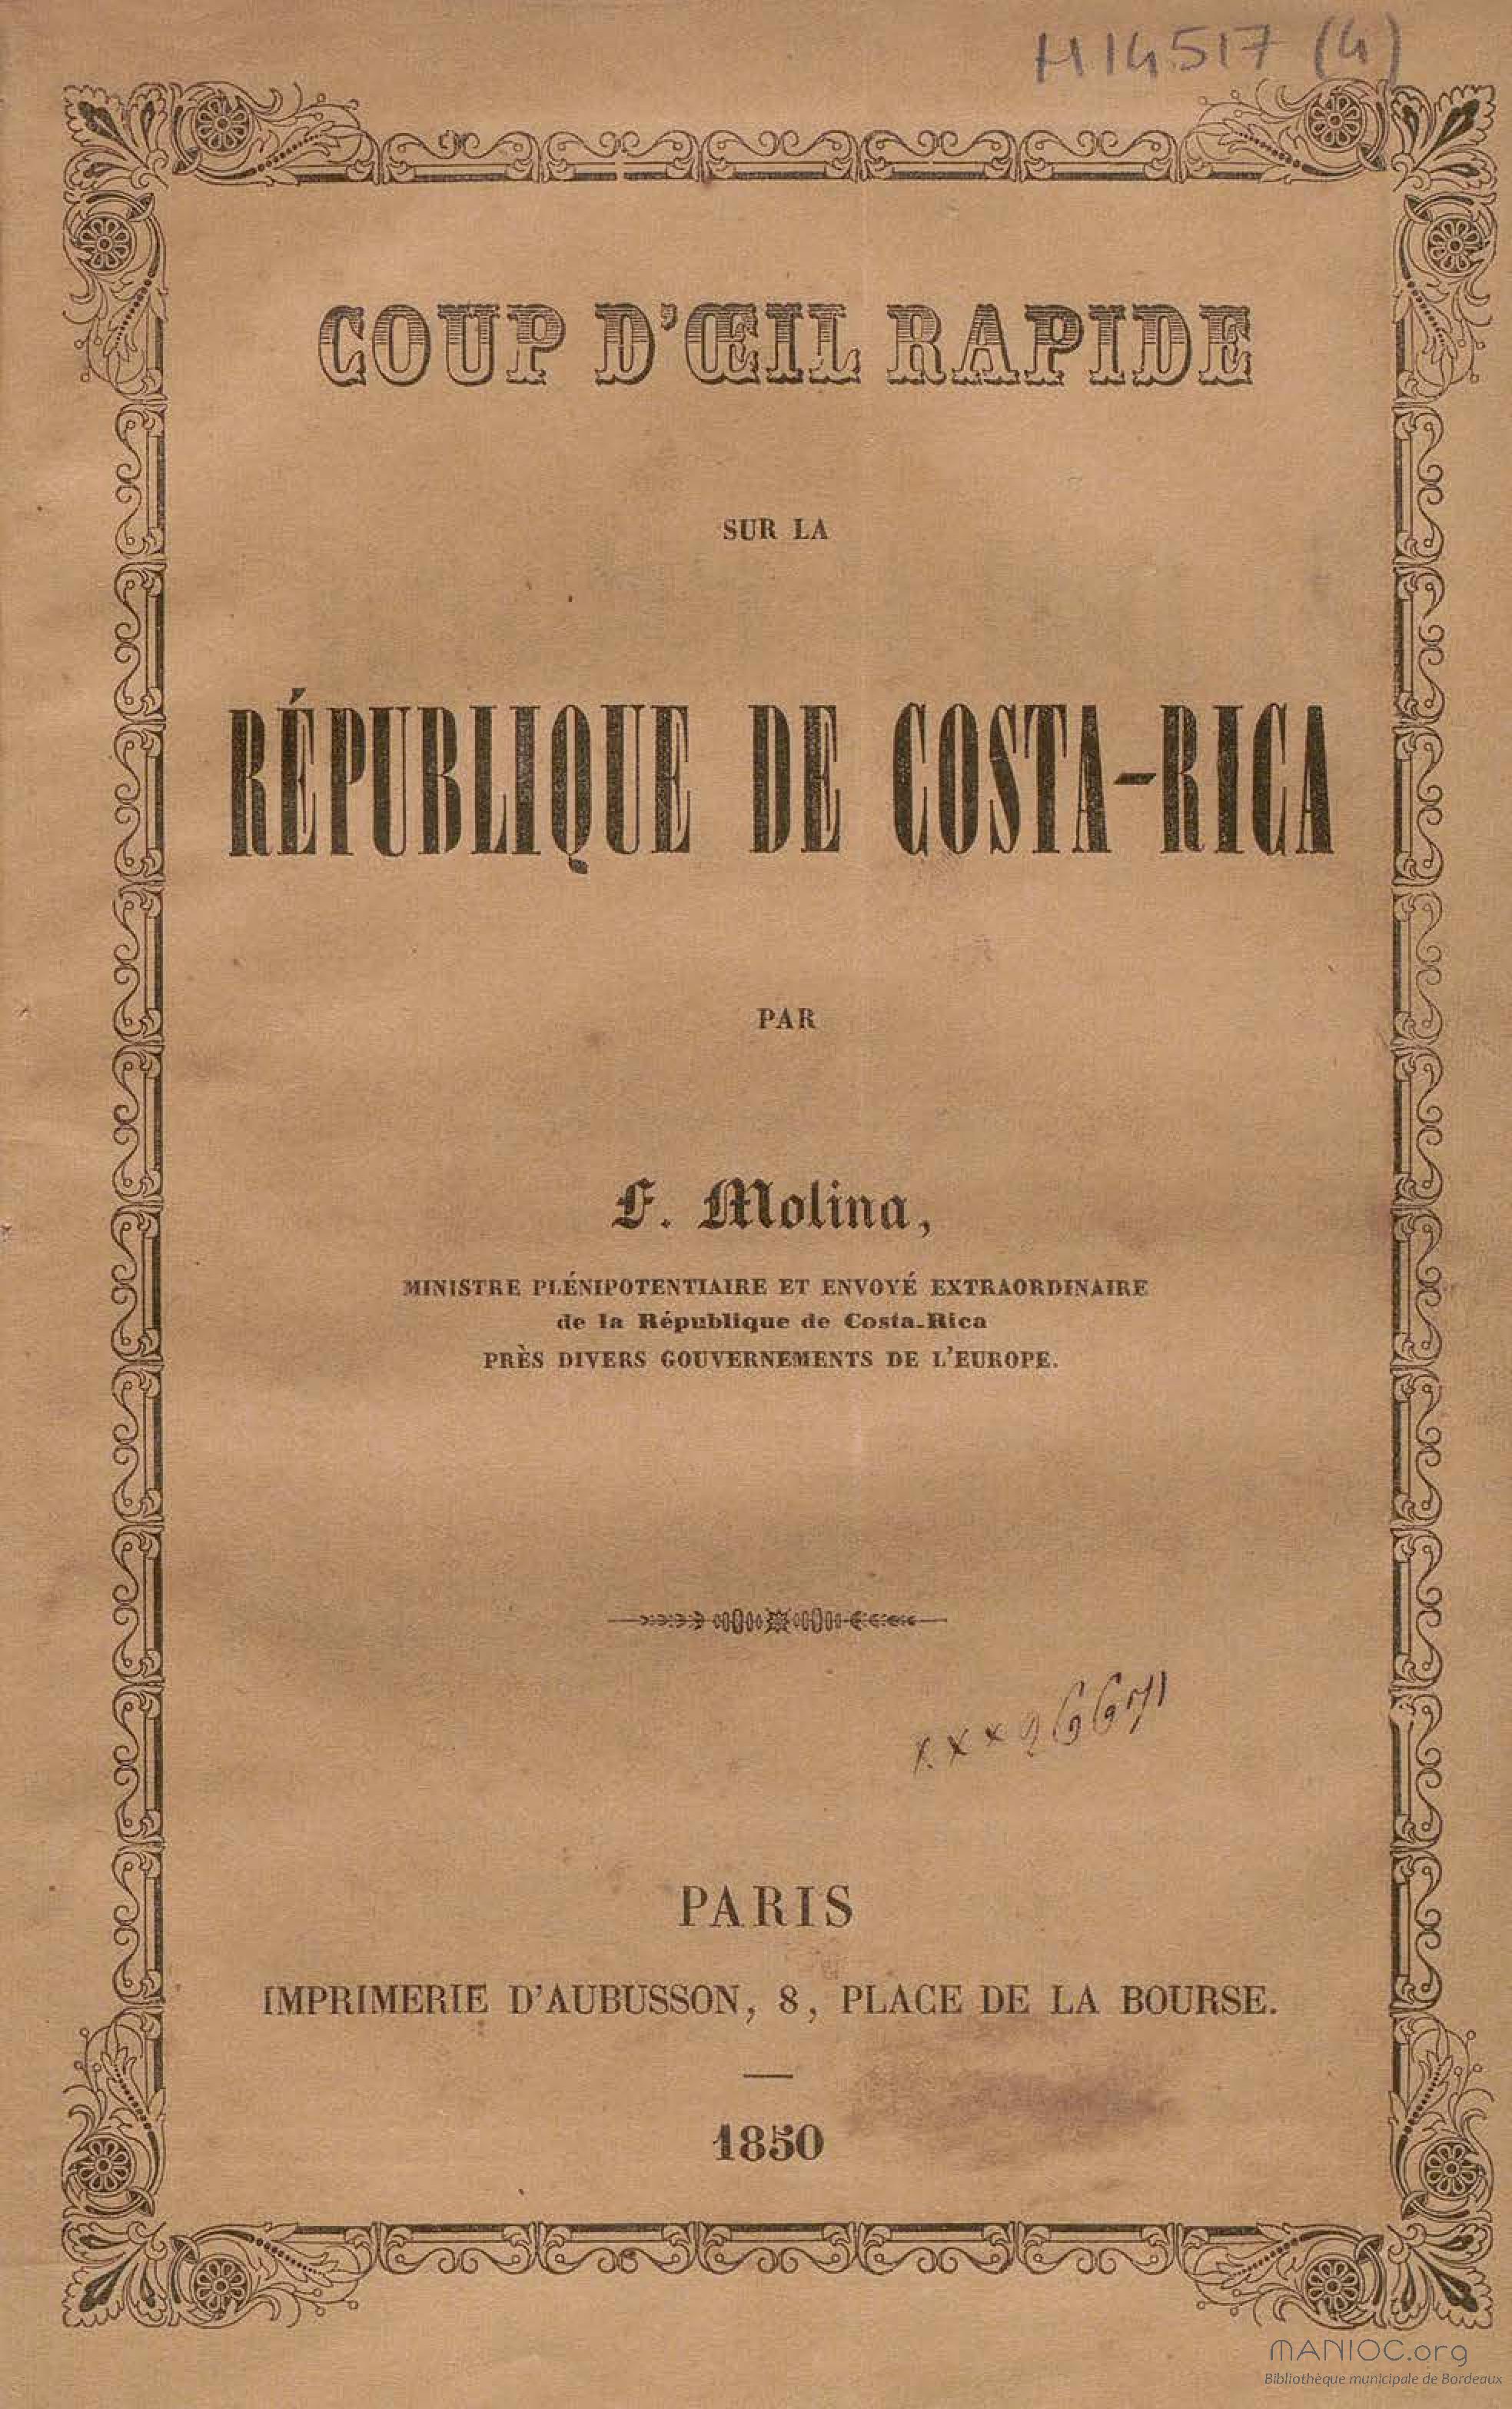 H 14517 (4)
COUP D'ŒIL RAPIDE
SUR LA
RÉPUBLIQUE DE COSTA-RICA
PAR
F. Molina,
MINISTRE PLÉNIPOTENTIAIRE ET ENVOYÉ EXTRAORDINAIRE
de la République de Costa-Rica
PRÈS DIVERS GOUVERNEMENTS DE L'EUROPE.
PARIS
IMPRIMERIE D'AUBUSSON, 8, PLACE DE LA BOURSE.
1850
MANIOC.org
Bibliothèque municipale de Bordeaux